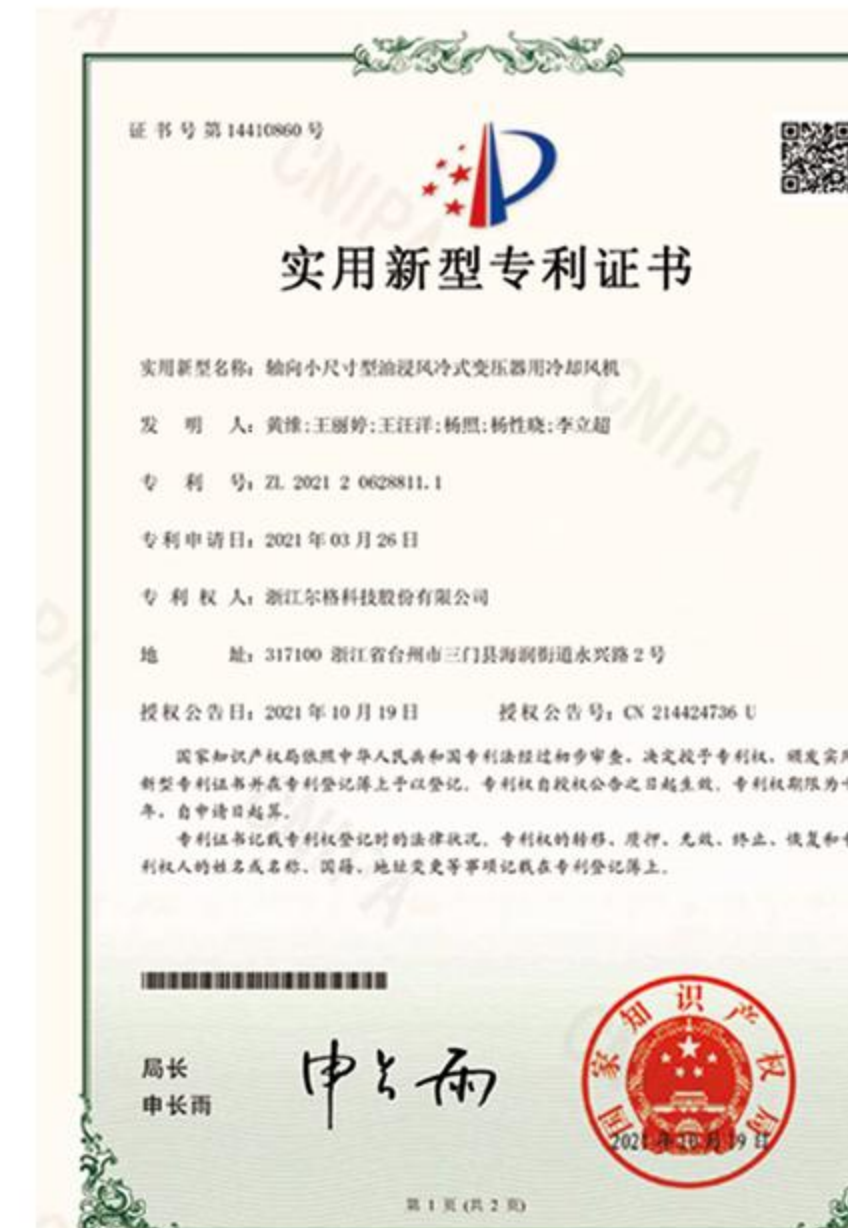 证书号第14410860号
实用新型专利证书
实用新型名称：轴向小尺寸型油浸风冷式变压器用冷却风机
发 明 人：黄维;王丽婷;王汪洋;杨照;杨性晓;李立超
专 利 号：ZL 2021 2 0628811.1
专利申请日：2021年03月26日
专 利 权 人：浙江尔格科技股份有限公司
地 址：317100 浙江省台州市三门县海润街道永兴路2号
授权公告日：2021年10月19日 授权公告号：CN 214424736 U
国家知识产权局依照中华人民共和国专利法经过初步审查，决定授予专利权，颁发实用
新型专利证书并在专利登记簿上予以登记。专利权自授权公告之日起生效。专利权期限为十
年，自申请日起算。
专利证书记载专利权登记时的法律状况。专利权的转移、质押、无效、终止、恢复和专
利权人的姓名或名称、国籍、地址变更等事项记载在专利登记簿上。
局长
申长雨
申长雨
国家知识产权局
2021年10月19日
第 1 页 (共 2 页)
CNIPA
CNIPA